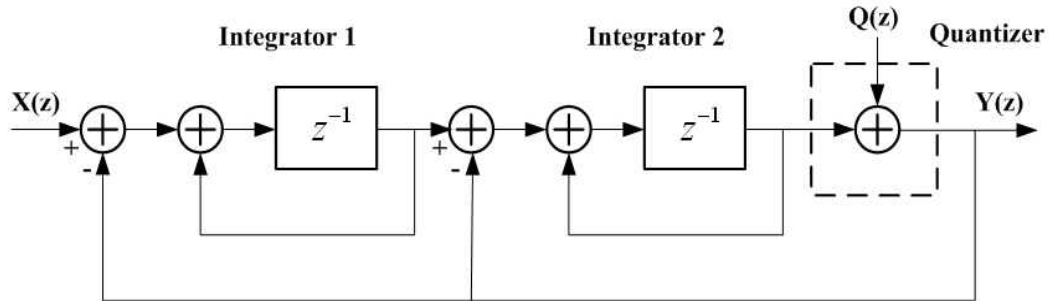 Integrator 1
Integrator 2
Q(z)
Quantizer
X(z)
+
-
z⁻¹
+
-
z⁻¹
Y(z)